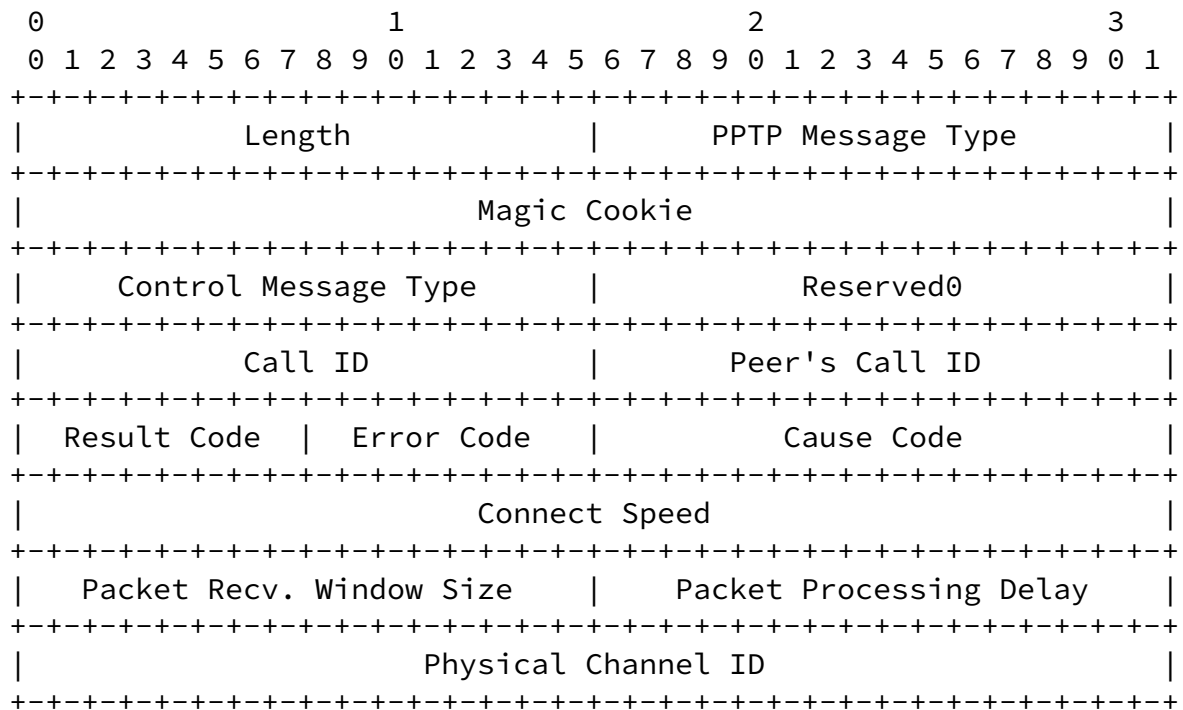 0                   1                   2                   3
 0 1 2 3 4 5 6 7 8 9 0 1 2 3 4 5 6 7 8 9 0 1 2 3 4 5 6 7 8 9 0 1
+-+-+-+-+-+-+-+-+-+-+-+-+-+-+-+-+-+-+-+-+-+-+-+-+-+-+-+-+-+-+-+-+
|            Length             |      PPTP Message Type        |
+-+-+-+-+-+-+-+-+-+-+-+-+-+-+-+-+-+-+-+-+-+-+-+-+-+-+-+-+-+-+-+-+
|                         Magic Cookie                          |
+-+-+-+-+-+-+-+-+-+-+-+-+-+-+-+-+-+-+-+-+-+-+-+-+-+-+-+-+-+-+-+-+
|     Control Message Type      |           Reserved0           |
+-+-+-+-+-+-+-+-+-+-+-+-+-+-+-+-+-+-+-+-+-+-+-+-+-+-+-+-+-+-+-+-+
|            Call ID            |       Peer's Call ID          |
+-+-+-+-+-+-+-+-+-+-+-+-+-+-+-+-+-+-+-+-+-+-+-+-+-+-+-+-+-+-+-+-+
|  Result Code  |  Error Code   |          Cause Code           |
+-+-+-+-+-+-+-+-+-+-+-+-+-+-+-+-+-+-+-+-+-+-+-+-+-+-+-+-+-+-+-+-+
|                         Connect Speed                         |
+-+-+-+-+-+-+-+-+-+-+-+-+-+-+-+-+-+-+-+-+-+-+-+-+-+-+-+-+-+-+-+-+
|   Packet Recv. Window Size    |    Packet Processing Delay    |
+-+-+-+-+-+-+-+-+-+-+-+-+-+-+-+-+-+-+-+-+-+-+-+-+-+-+-+-+-+-+-+-+
|                      Physical Channel ID                      |
+-+-+-+-+-+-+-+-+-+-+-+-+-+-+-+-+-+-+-+-+-+-+-+-+-+-+-+-+-+-+-+-+